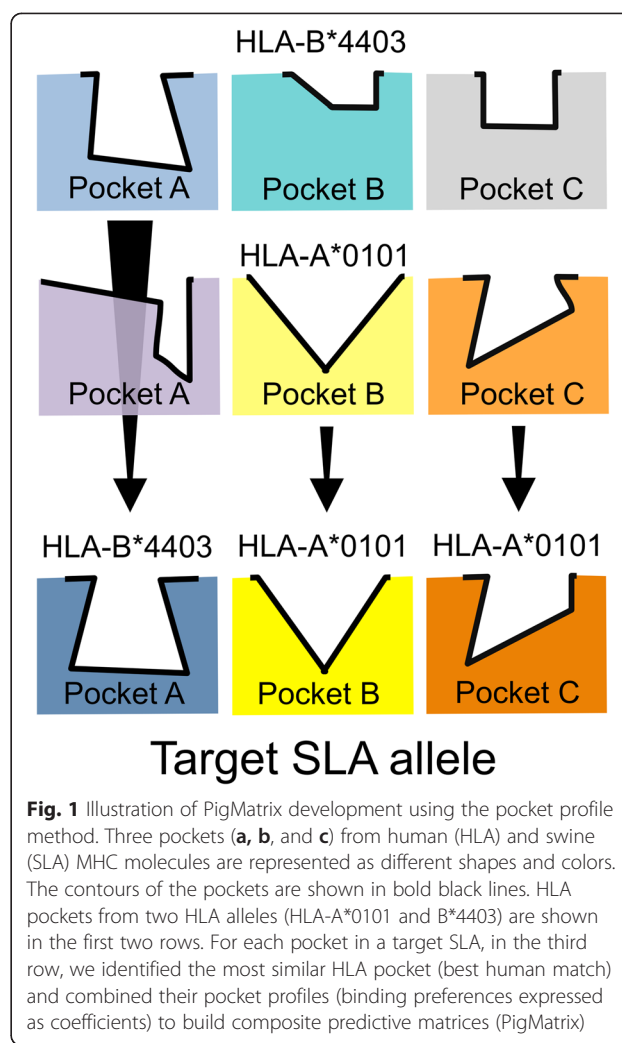 HLA-B*4403
Pocket A Pocket B Pocket C
HLA-A*0101
Pocket A Pocket B Pocket C
HLA-B*4403 HLA-A*0101 HLA-A*0101
Pocket A Pocket B Pocket C
Target SLA allele
Fig. 1 Illustration of PigMatrix development using the pocket profile
method. Three pockets (a, b, and c) from human (HLA) and swine
(SLA) MHC molecules are represented as different shapes and colors.
The contours of the pockets are shown in bold black lines. HLA
pockets from two HLA alleles (HLA-A*0101 and B*4403) are shown
in the first two rows. For each pocket in a target SLA, in the third
row, we identified the most similar HLA pocket (best human match)
and combined their pocket profiles (binding preferences expressed
as coefficients) to build composite predictive matrices (PigMatrix)